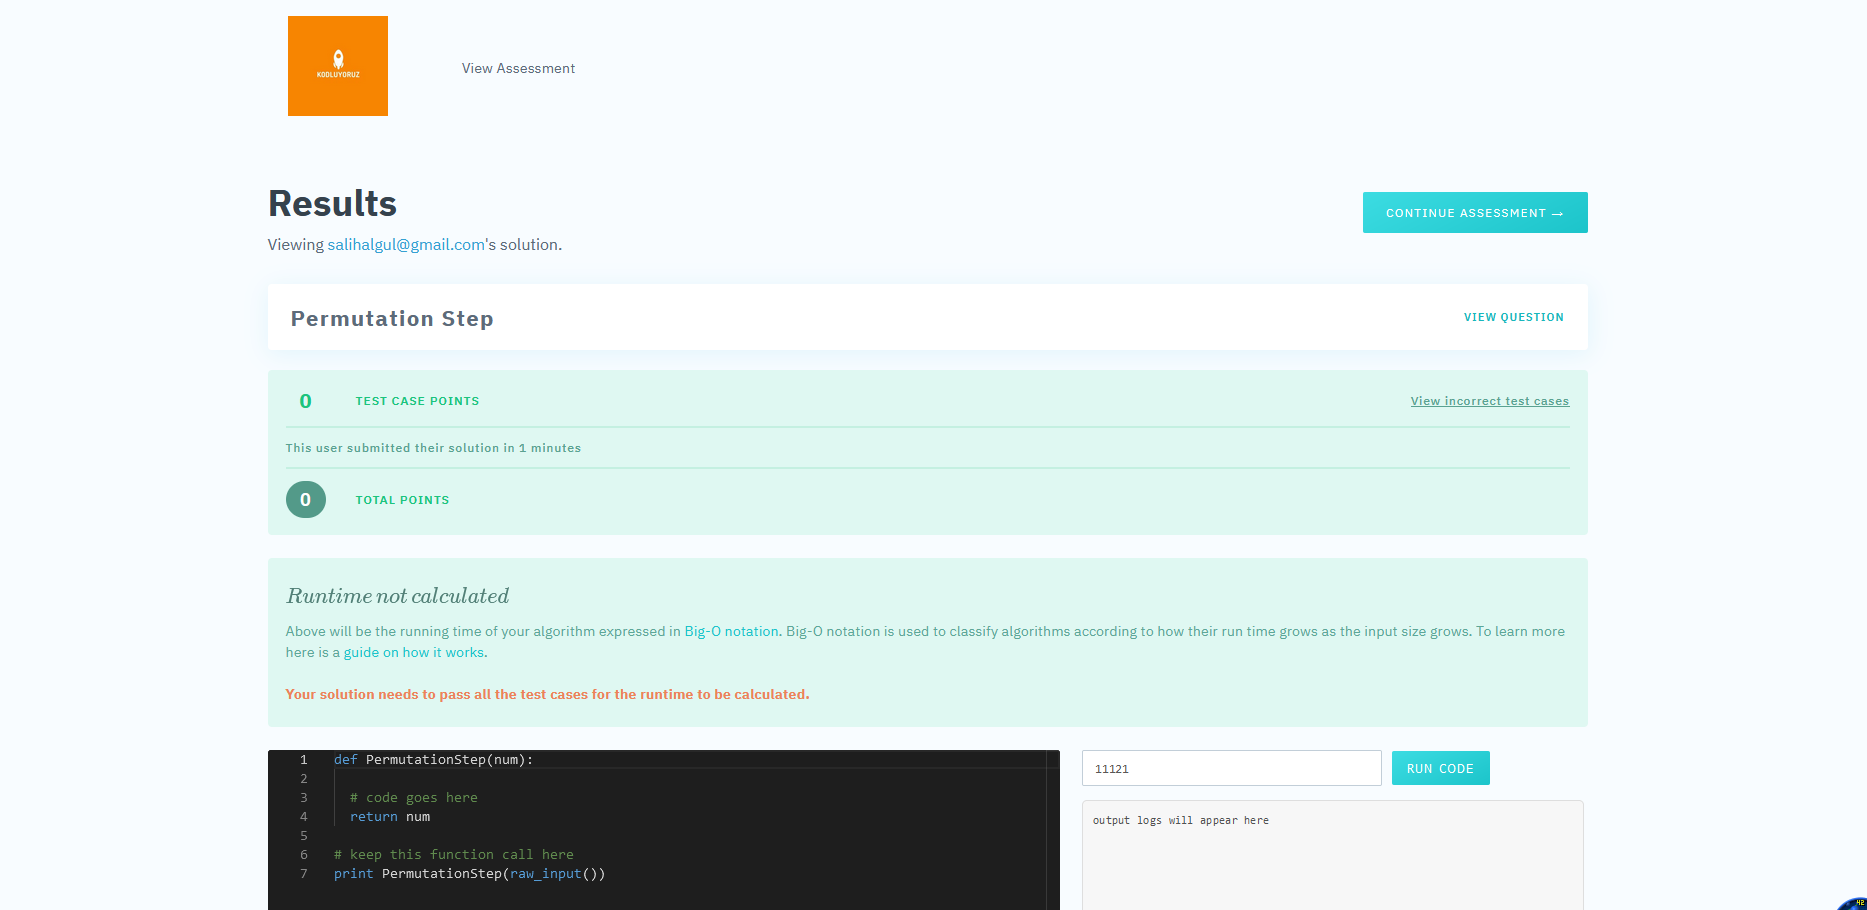 KODLUYORUZ
View Assessment
Results
CONTINUE ASSESSMENT →
Viewing salihalgul@gmail.com's solution.
Permutation Step
VIEW QUESTION
0 TEST CASE POINTS
View incorrect test cases
This user submitted their solution in 1 minutes
0 TOTAL POINTS
Runtime not calculated
Above will be the running time of your algorithm expressed in Big-O notation. Big-O notation is used to classify algorithms according to how their run time grows as the input size grows. To learn more
here is a guide on how it works.
Your solution needs to pass all the test cases for the runtime to be calculated.
1 def PermutationStep(num):
2
3 # code goes here
4 return num
5
6 # keep this function call here
7 print PermutationStep(raw_input())
11121
RUN CODE
output logs will appear here